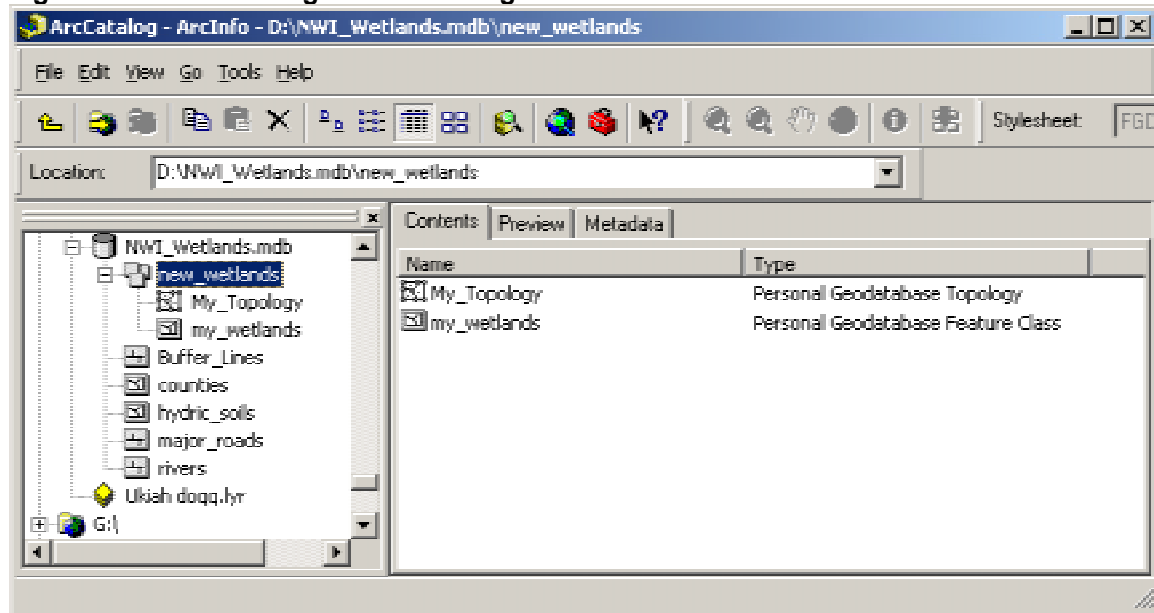 ArcCatalog - ArcInfo - D:\NWI_Wetlands.mdb\new_wetlands
File Edit View Go Tools Help
Stylesheet: FGD
Location: D:\NWI_Wetlands.mdb\new_wetlands
NWI_Wetlands.mdb
new_wetlands
My_Topology
my_wetlands
Buffer_Lines
counties
hydric_soils
major_roads
rivers
Ukiah doqq.lyr
G:\
Contents Preview Metadata
Name Type
My_Topology Personal Geodatabase Topology
my_wetlands Personal Geodatabase Feature Class